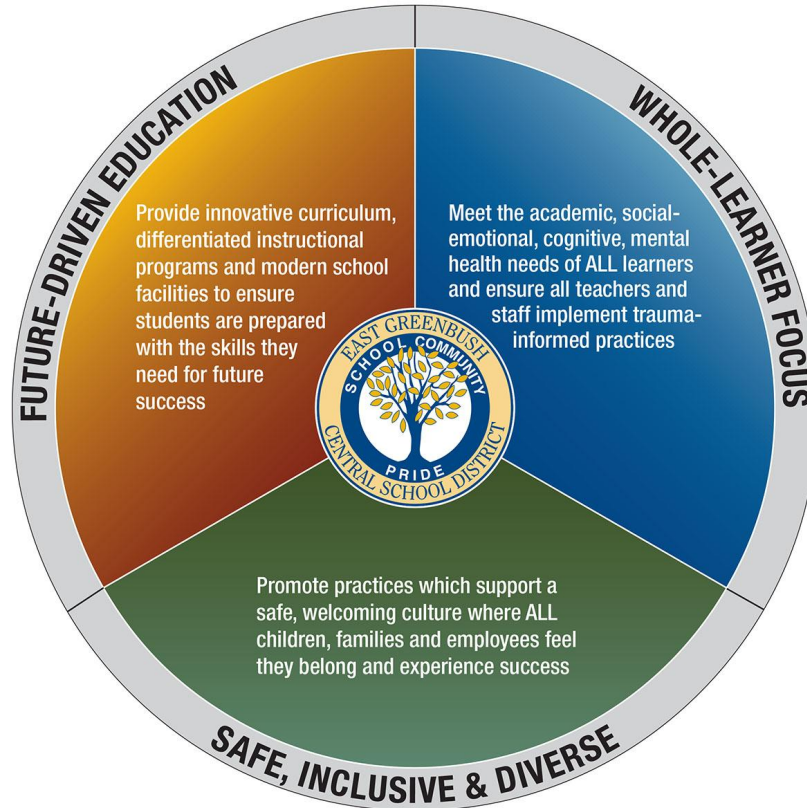 FUTURE-DRIVEN EDUCATION
Provide innovative curriculum,
differentiated instructional
programs and modern school
facilities to ensure
students are prepared
with the skills they
need for future
success
WHOLE-LEARNER FOCUS
Meet the academic, social-
emotional, cognitive, mental
health needs of ALL learners
and ensure all teachers and
staff implement trauma-
informed practices
EAST GREENBUSH
SCHOOL COMMUNITY
PRIDE
CENTRAL SCHOOL DISTRICT
Promote practices which support a
safe, welcoming culture where ALL
children, families and employees feel
they belong and experience success
SAFE, INCLUSIVE & DIVERSE